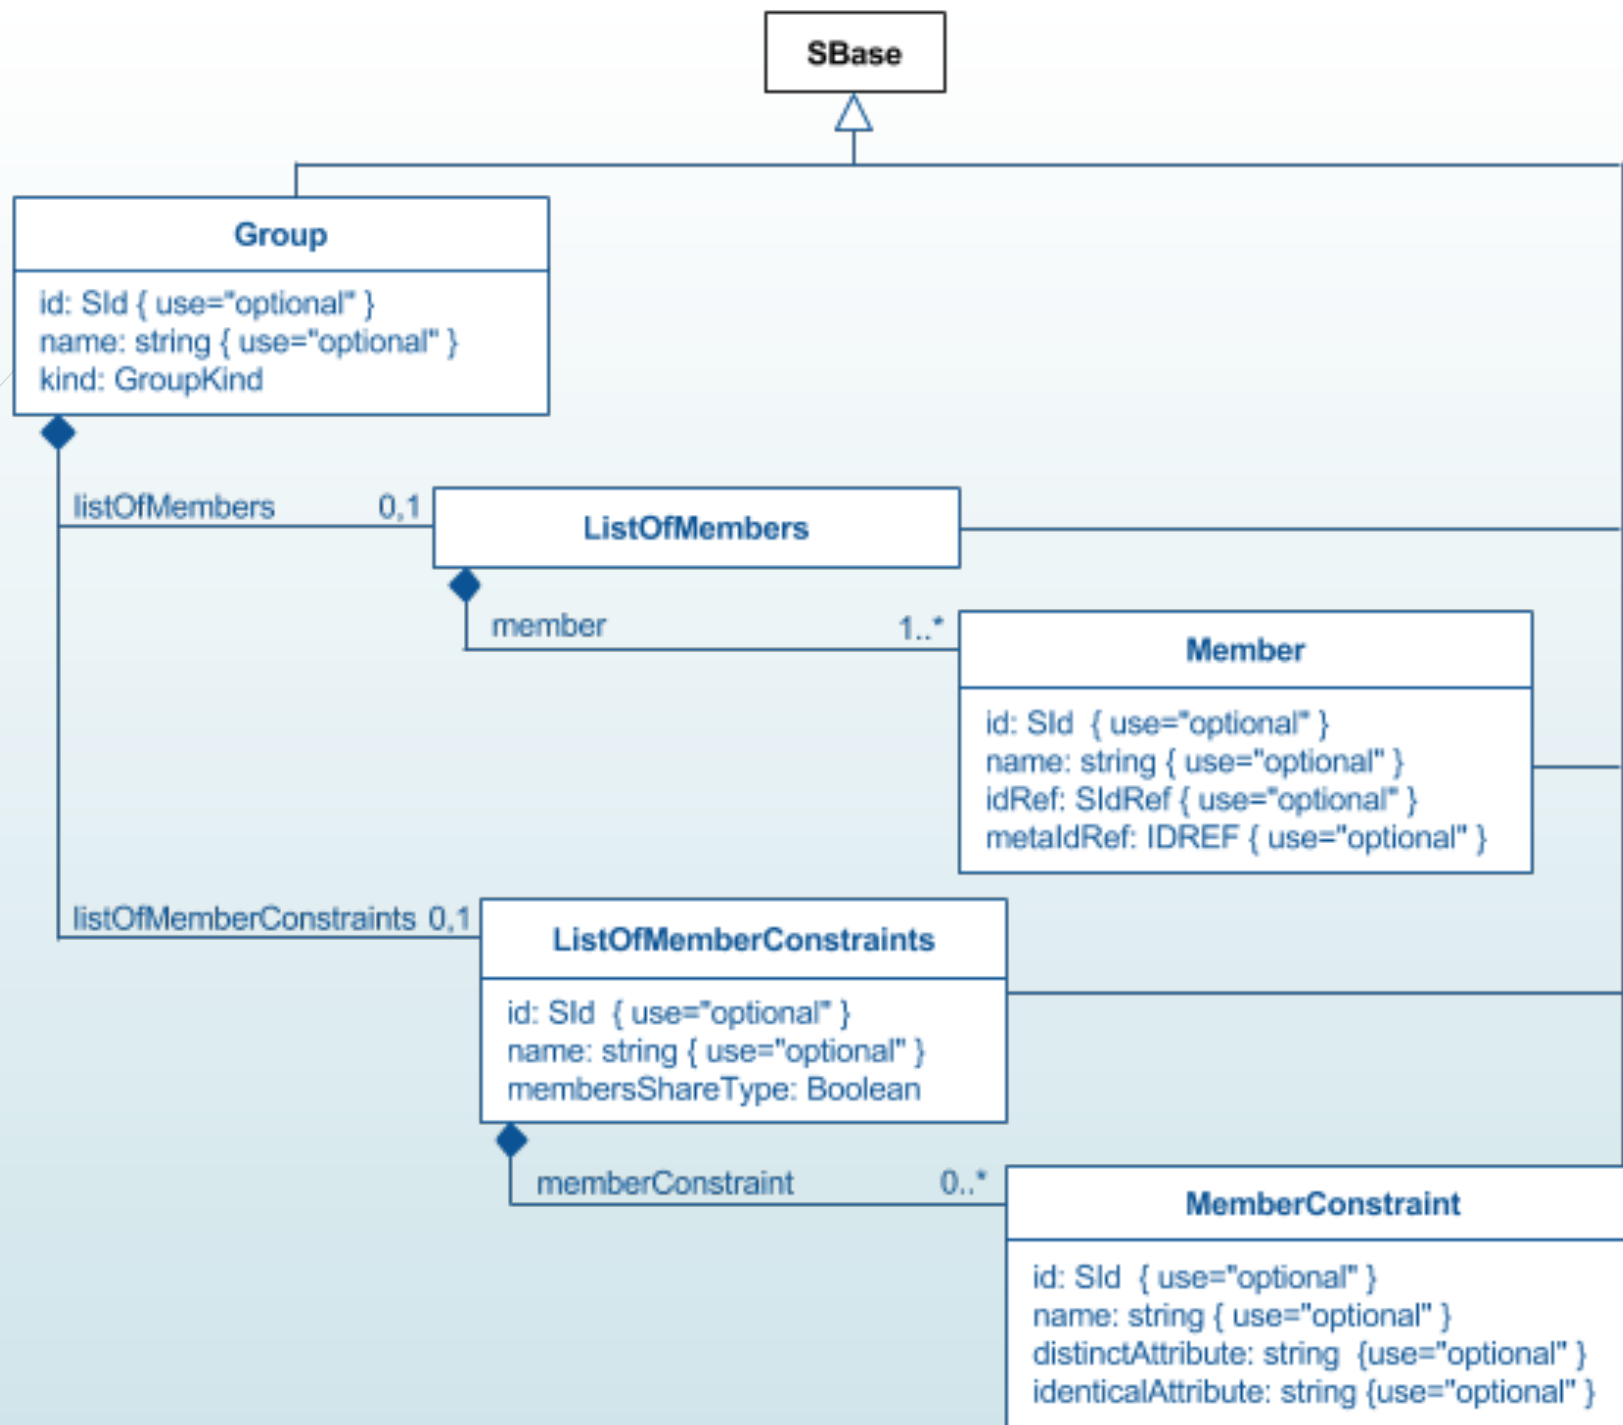 SBase
Group
id: SId { use="optional" }
name: string { use="optional" }
kind: GroupKind
listOfMembers 0,1
ListOfMembers
member 1..*
Member
id: SId { use="optional" }
name: string { use="optional" }
idRef: SIdRef { use="optional" }
metaIdRef: IDREF { use="optional" }
listOfMemberConstraints 0,1
ListOfMemberConstraints
id: SId { use="optional" }
name: string { use="optional" }
membersShareType: Boolean
memberConstraint 0..*
MemberConstraint
id: SId { use="optional" }
name: string { use="optional" }
distinctAttribute: string {use="optional" }
identicalAttribute: string {use="optional" }